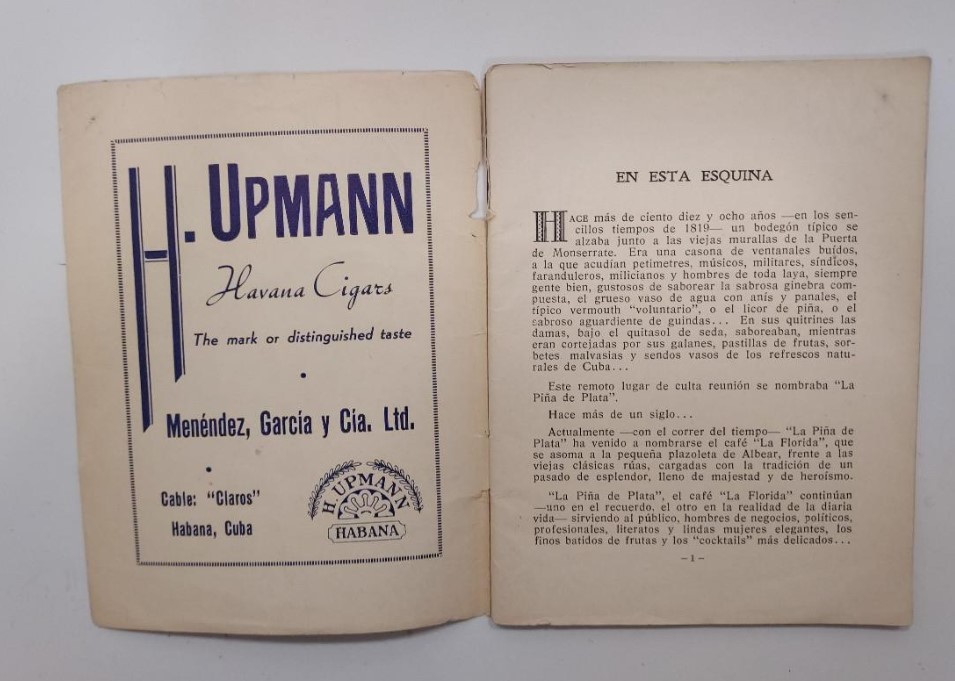 H. UPMANN
Havana Cigars
The mark or distinguished taste
Menéndez, García y Cía. Ltd.
Cable: "Claros"
Habana, Cuba
H. UPMANN
HABANA
EN ESTA ESQUINA
HACE más de ciento diez y ocho años —en los sen-
cillos tiempos de 1819— un bodegón típico se
alzaba junto a las viejas murallas de la Puerta
de Monserrate. Era una casona de ventanales buídos,
a la que acudían petimetres, músicos, militares, síndicos,
faranduleros, milicianos y hombres de toda laya, siempre
gente bien, gustosos de saborear la sabrosa ginebra com-
puesta, el grueso vaso de agua con anís y panales, el
típico vermouth "voluntario", o el licor de piña, o el
sabroso aguardiente de guindas... En sus quitrines las
damas, bajo el quitasol de seda, saboreaban, mientras
eran cortejadas por sus galanes, pastillas de frutas, sor-
betes malvasías y sendos vasos de los refrescos natu-
rales de Cuba...
Este remoto lugar de culta reunión se nombraba "La
Piña de Plata".
Hace más de un siglo...
Actualmente —con el correr del tiempo— "La Piña de
Plata" ha venido a nombrarse el café "La Florida", que
se asoma a la pequeña plazoleta de Albear, frente a las
viejas clásicas rúas, cargadas con la tradición de un
pasado de esplendor, lleno de majestad y de heroísmo.
"La Piña de Plata", el café "La Florida" continúan
—uno en el recuerdo, el otro en la realidad de la diaria
vida— sirviendo al público, hombres de negocios, políticos,
profesionales, literatos y lindas mujeres elegantes, los
finos batidos de frutas y los "cocktails" más delicados...
— 1 —